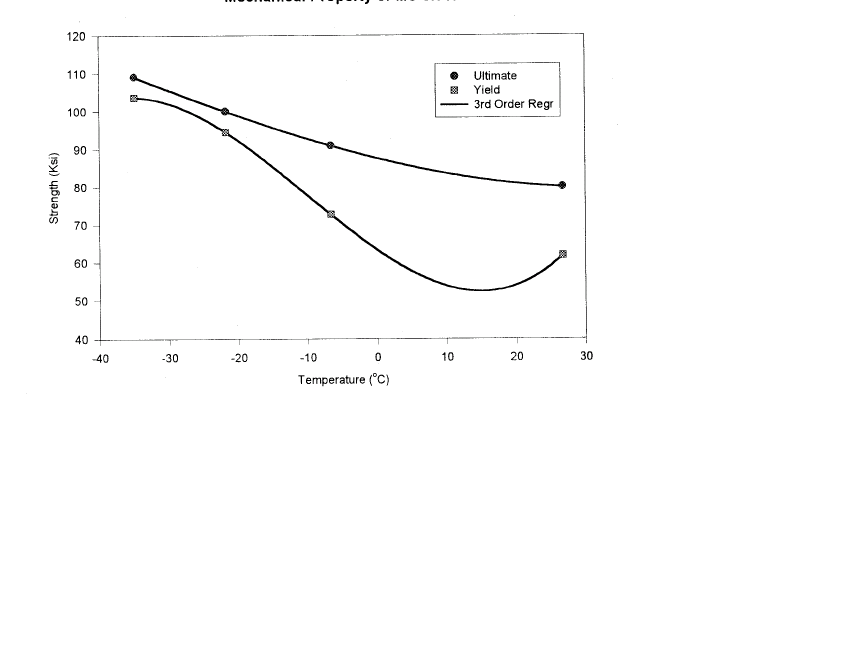 Mechanical Property of
120
110
100
90
80
70
60
50
40
Strength (Ksi)
Ultimate
Yield
3rd Order Regr
-40 -30 -20 -10 0 10 20 30
Temperature (°C)